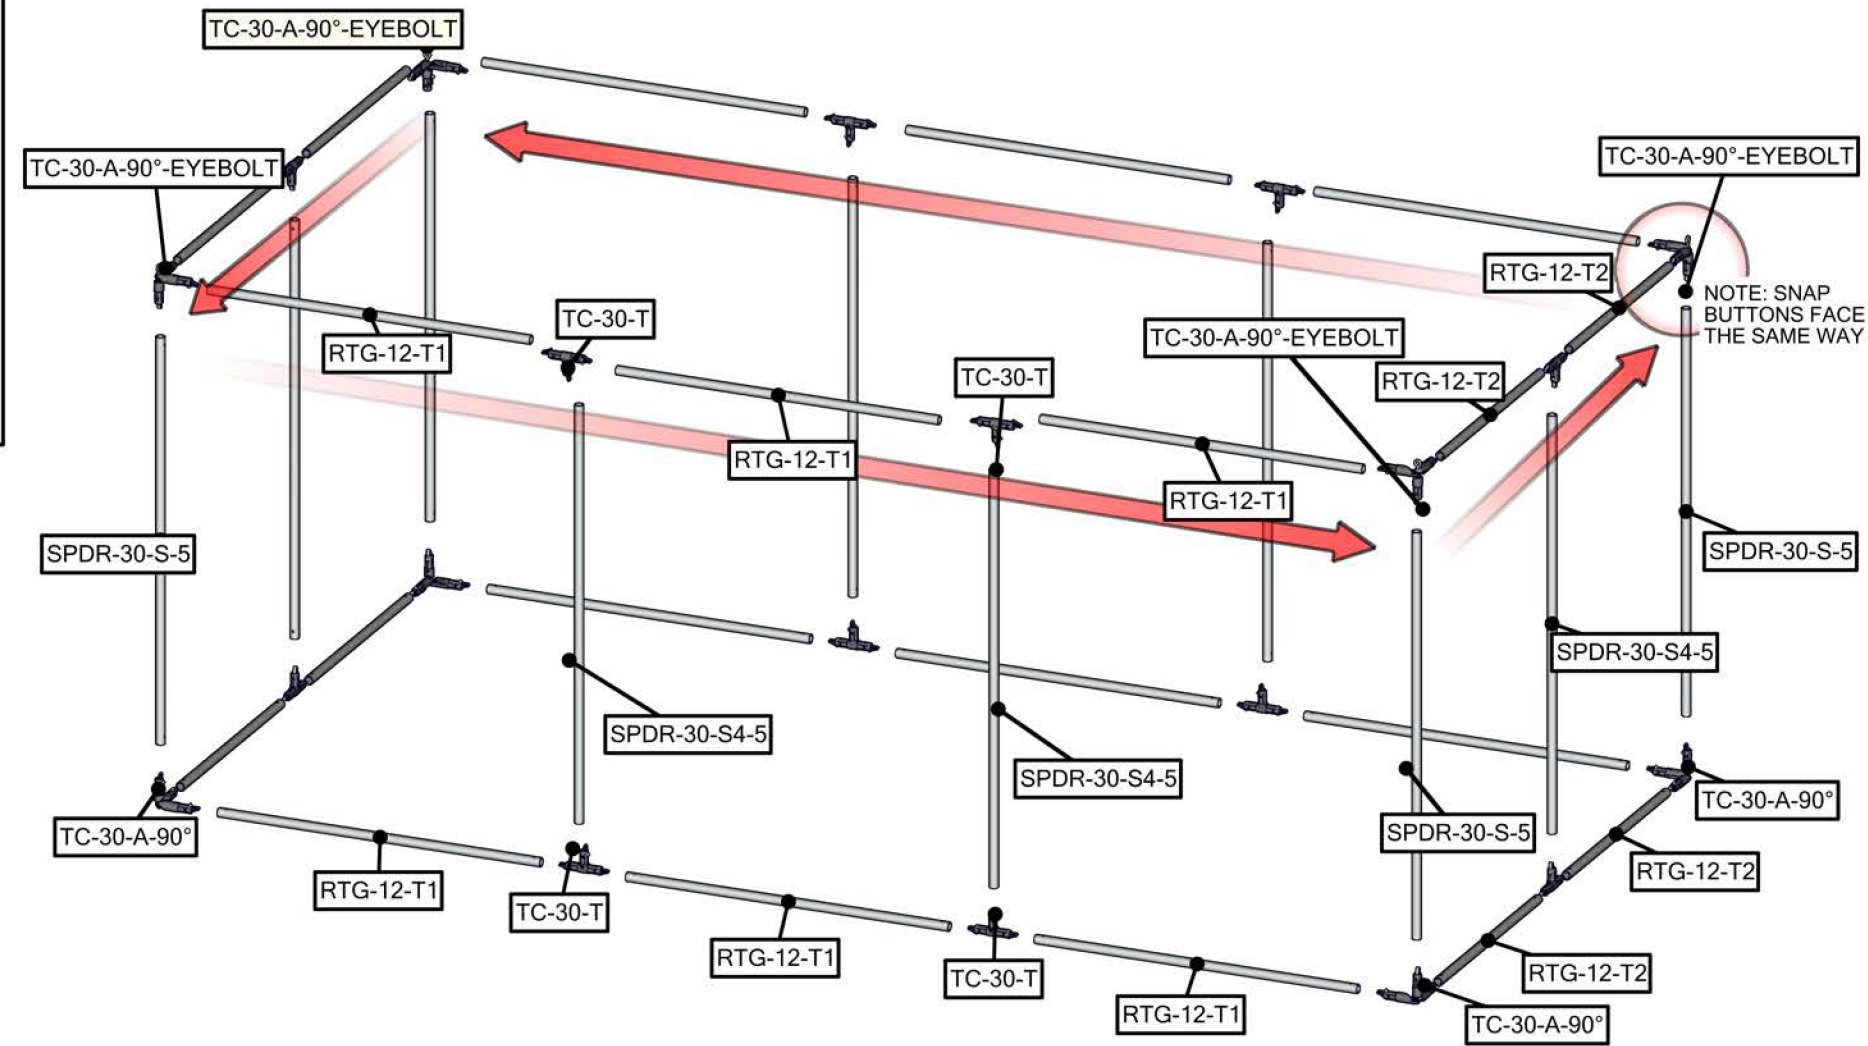 TC-30-A-90°-EYEBOLT
TC-30-A-90°-EYEBOLT
TC-30-A-90°-EYEBOLT
RTG-12-T2
NOTE: SNAP
BUTTONS FACE
THE SAME WAY
TC-30-T
TC-30-A-90°-EYEBOLT
RTG-12-T1
TC-30-T
RTG-12-T2
RTG-12-T1
RTG-12-T1
SPDR-30-S-5
SPDR-30-S-5
SPDR-30-S4-5
SPDR-30-S4-5
SPDR-30-S4-5
TC-30-A-90°
SPDR-30-S-5
TC-30-A-90°
RTG-12-T1
RTG-12-T2
TC-30-T
RTG-12-T1
TC-30-T
RTG-12-T2
RTG-12-T1
TC-30-A-90°